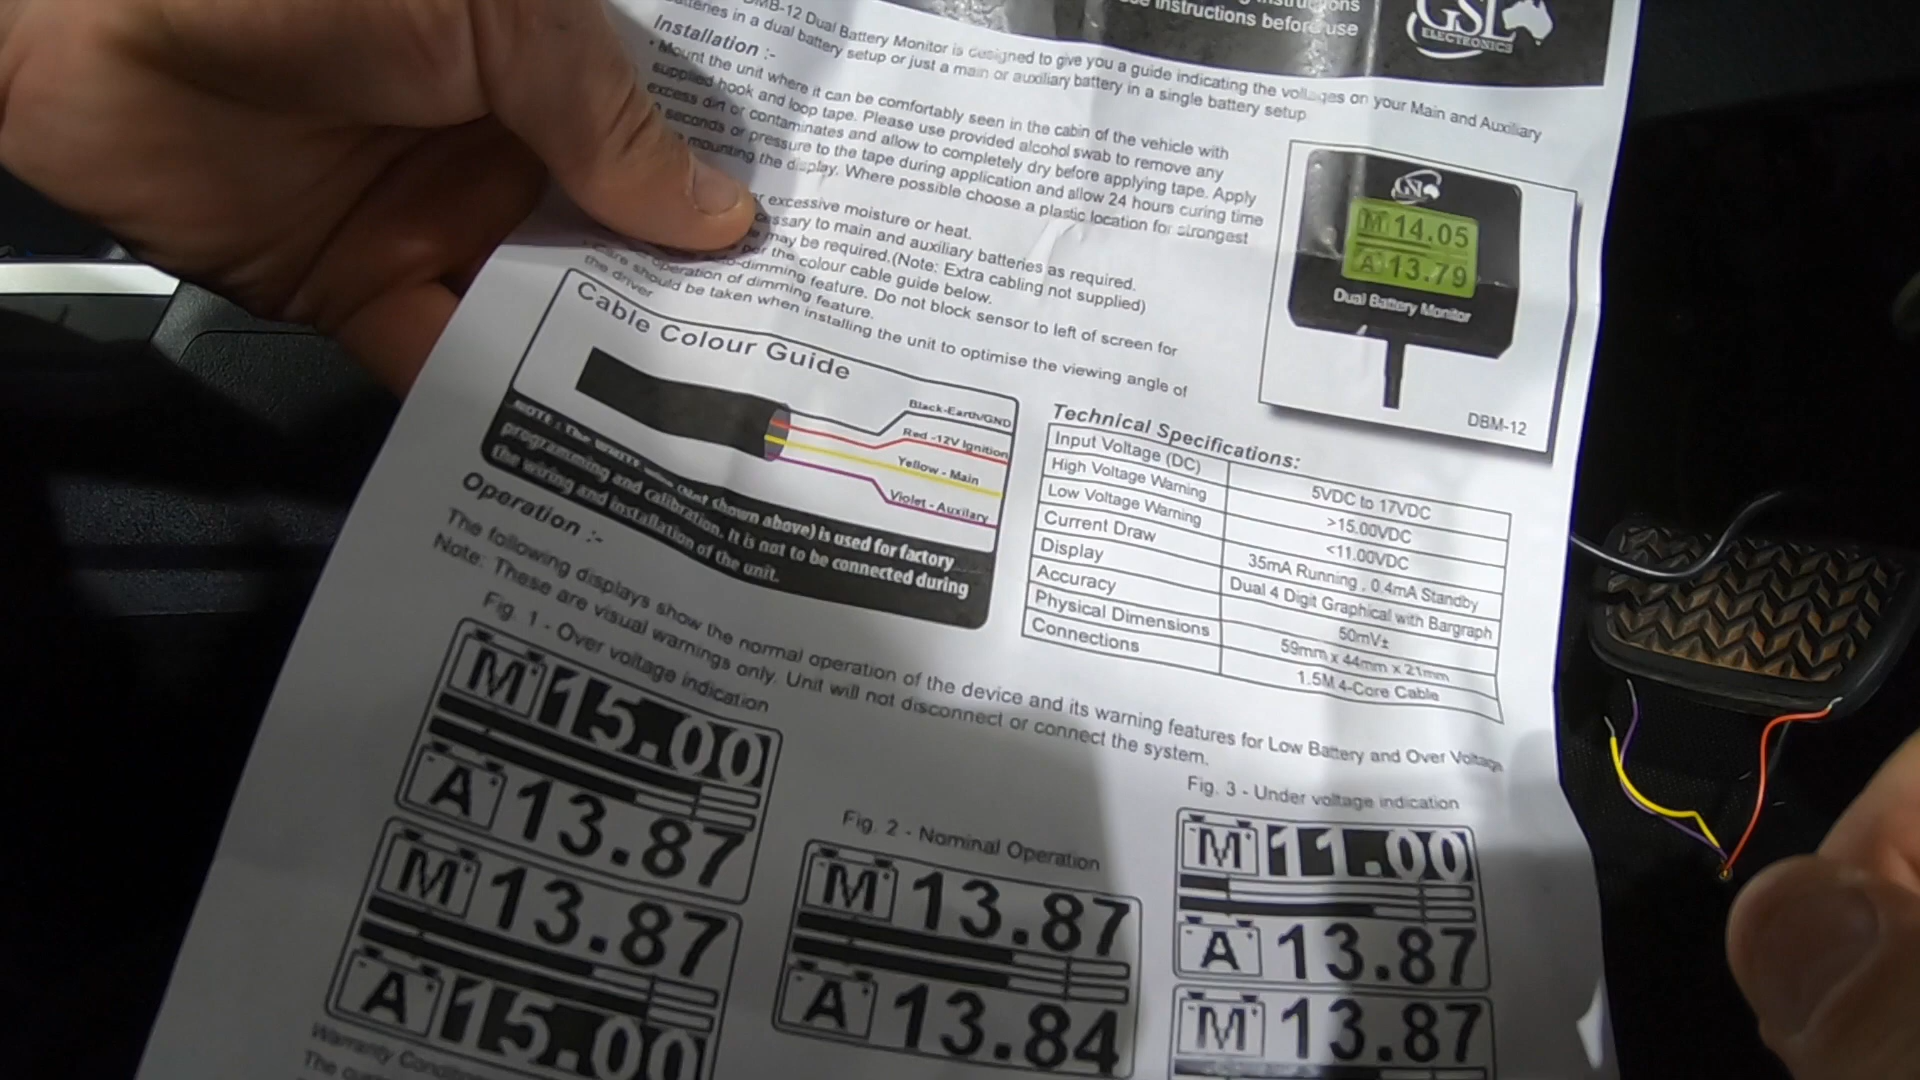 instructions before use
GSL
ELECTRONICS
DMB-12 Dual Battery Monitor is designed to give you a guide indicating the voltages on your Main and Auxiliary
batteries in a dual battery setup or just a main or auxiliary battery in a single battery setup
Installation :-
• Mount the unit where it can be comfortably seen in the cabin of the vehicle with
supplied hook and loop tape. Please use provided alcohol swab to remove any
excess dirt or contaminates and allow to completely dry before applying tape. Apply
seconds or pressure to the tape during application and allow 24 hours curing time
mounting the display. Where possible choose a plastic location for strongest
excessive moisture or heat.
to main and auxiliary batteries as required.
may be required.(Note: Extra cabling not supplied)
per the colour cable guide below.
dimming feature. Do not block sensor to left of screen for
operation of dimming feature.
• Care should be taken when installing the unit to optimise the viewing angle of
the driver
GSL
M 14.05
A 13.79
Dual Battery Monitor
DBM-12
Cable Colour Guide
Black-Earth/GND
Red -12V Ignition
Yellow - Main
Violet - Auxilary
NOTE : The WHITE (not shown above) is used for factory
programming and calibration. It is not to be connected during
the wiring and installation of the unit.
Technical Specifications:
Input Voltage (DC) 5VDC to 17VDC
High Voltage Warning >15.00VDC
Low Voltage Warning <11.00VDC
Current Draw 35mA Running , 0.4mA Standby
Display Dual 4 Digit Graphical with Bargraph
Accuracy 50mV±
Physical Dimensions 59mm x 44mm x 21mm
Connections 1.5M 4-Core Cable
Operation :-
The following displays show the normal operation of the device and its warning features for Low Battery and Over Voltage
Note: These are visual warnings only. Unit will not disconnect or connect the system.
Fig. 1 - Over voltage indication
M 15.00
A 13.87
M 13.87
A 15.00
Fig. 2 - Nominal Operation
M 13.87
A 13.84
Fig. 3 - Under voltage indication
M 11.00
A 13.87
M 13.87
Warranty
The